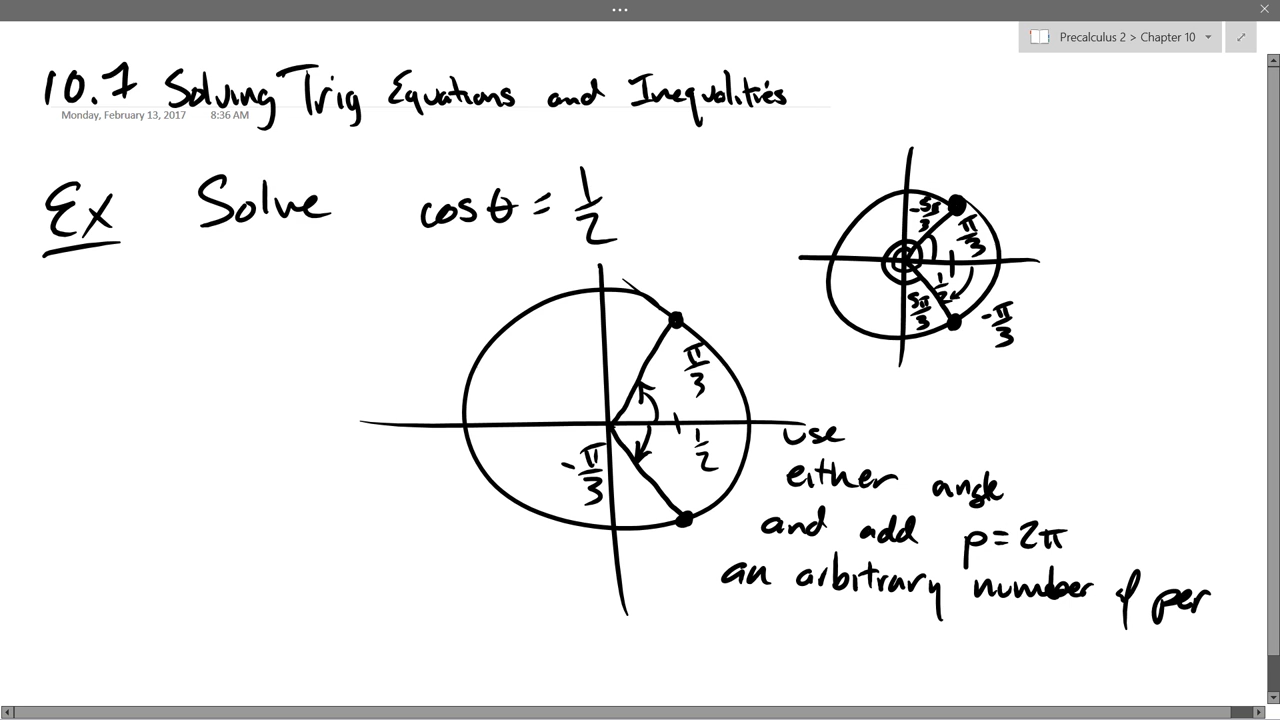 ...
Precalculus 2 > Chapter 10
10.7 Solving Trig Equations and Inequalities
Monday, February 13, 2017 8:36 AM
Ex Solve cos θ = 1/2
-5π/3
π/3
1/2
5π/3
-π/3
π/3
1/2
-π/3
use
either angle
and add p = 2π
an arbitrary number of per